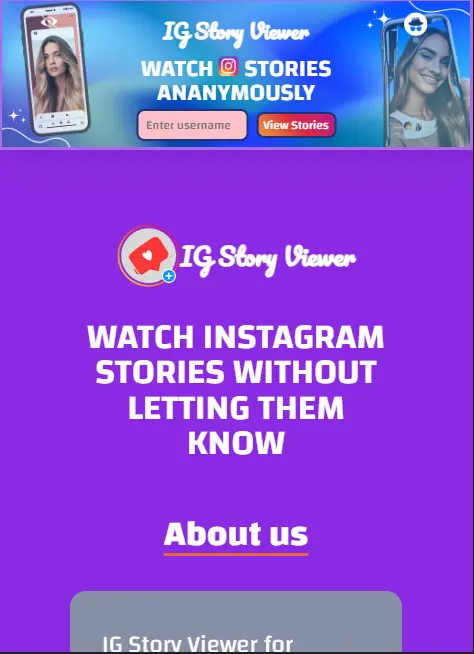 IG Story Viewer
WATCH STORIES
ANANYMOUSLY
Enter username
View Stories
IG Story Viewer
WATCH INSTAGRAM
STORIES WITHOUT
LETTING THEM
KNOW
About us
IG Story Viewer for